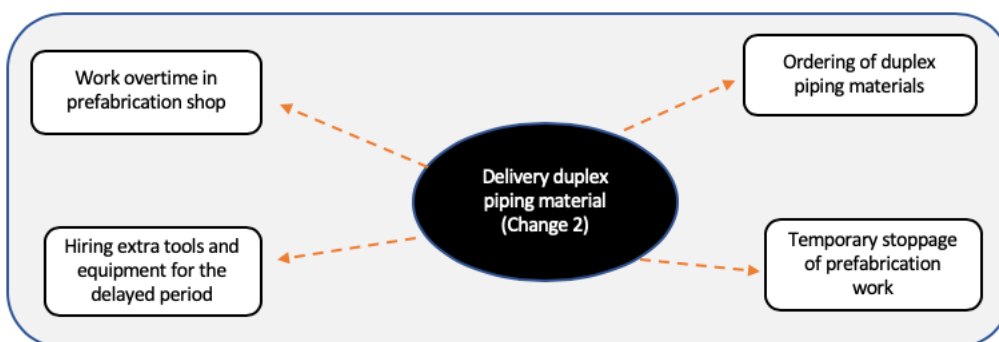 Work overtime in
prefabrication shop
Ordering of duplex
piping materials
Delivery duplex
piping material
(Change 2)
Hiring extra tools and
equipment for the
delayed period
Temporary stoppage
of prefabrication
work